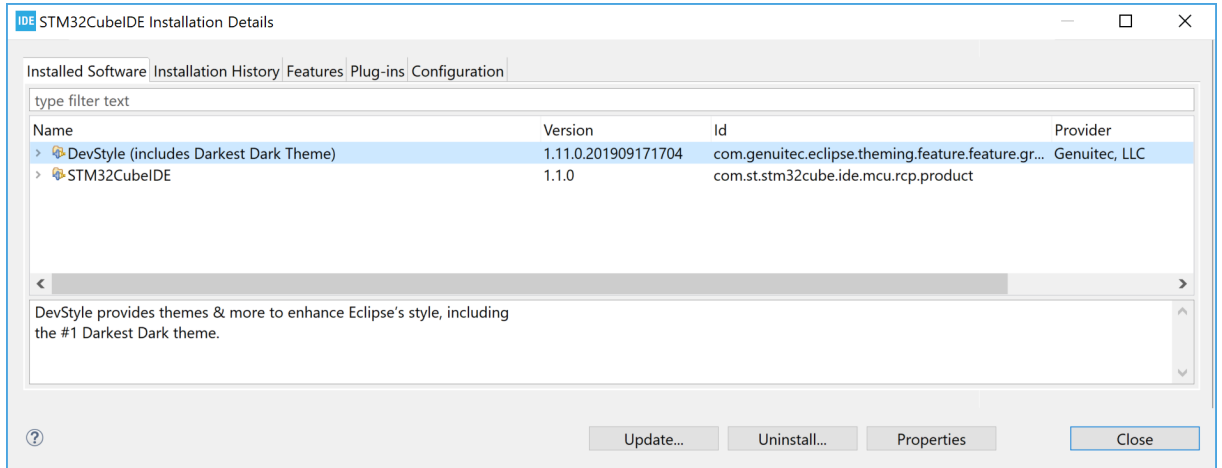 IDE STM32CubeIDE Installation Details
Installed Software Installation History Features Plug-ins Configuration
type filter text
Name Version Id Provider
DevStyle (includes Darkest Dark Theme) 1.11.0.201909171704 com.genuitec.eclipse.theming.feature.feature.gr... Genuitec, LLC
STM32CubeIDE 1.1.0 com.st.stm32cube.ide.mcu.rcp.product
DevStyle provides themes & more to enhance Eclipse’s style, including
the #1 Darkest Dark theme.
? Update... Uninstall... Properties Close